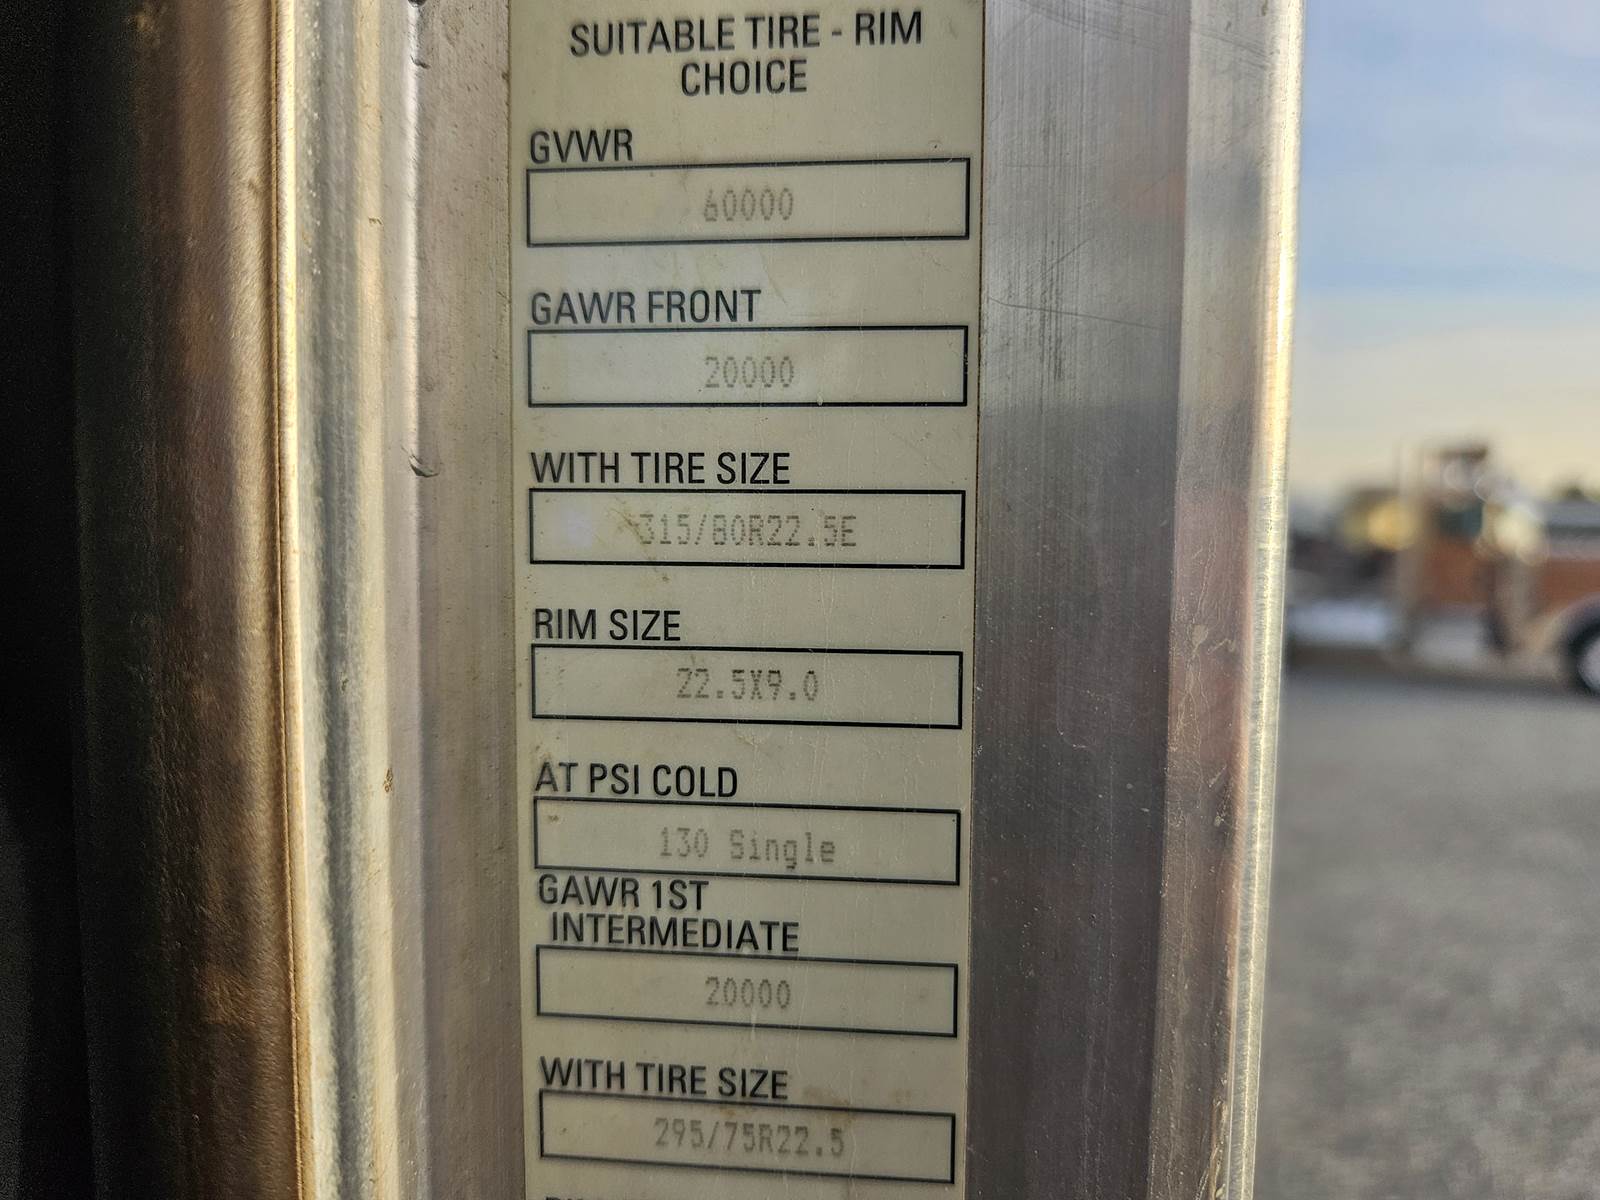 SUITABLE TIRE - RIM
CHOICE
GVWR
60000
GAWR FRONT
20000
WITH TIRE SIZE
315/80R22.5E
RIM SIZE
22.5X9.0
AT PSI COLD
130 Single
GAWR 1ST
INTERMEDIATE
20000
WITH TIRE SIZE
295/75R22.5